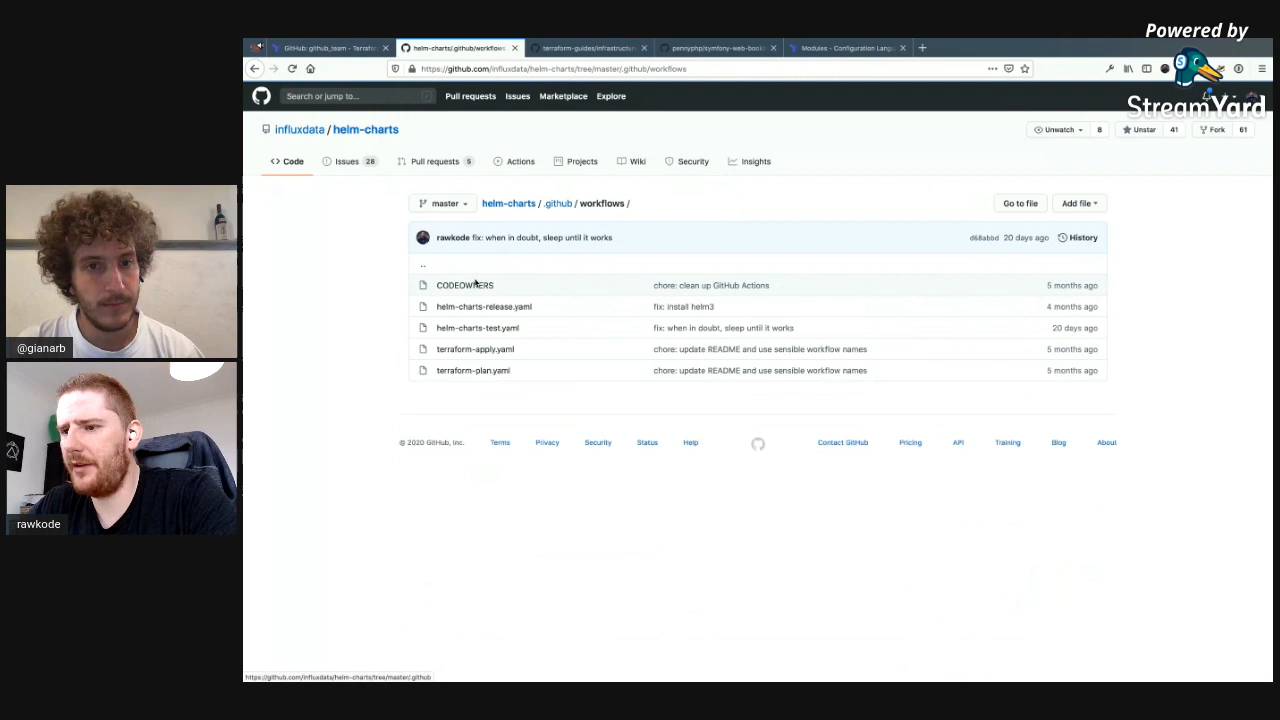 Powered by
StreamYard
GitHub: github_team - Terrafor
helm-charts/.github/workflows
terraform-guides/infrastructure
pennyphp/symfony-web-book
Modules - Configuration Lang
https://github.com/influxdata/helm-charts/tree/master/.github/workflows
Search or jump to...
/
Pull requests
Issues
Marketplace
Explore
influxdata / helm-charts
Unwatch 8
Unstar 41
Fork 61
Code
Issues 28
Pull requests 5
Actions
Projects
Wiki
Security
Insights
master
helm-charts / .github / workflows /
Go to file
Add file
rawkode fix: when in doubt, sleep until it works
20 days ago
History
..
CODEOWNERS
chore: clean up GitHub Actions
5 months ago
helm-charts-release.yaml
fix: install helm3
4 months ago
helm-charts-test.yaml
fix: when in doubt, sleep until it works
20 days ago
terraform-apply.yaml
chore: update README and use sensible workflow names
5 months ago
terraform-plan.yaml
chore: update README and use sensible workflow names
5 months ago
© 2020 GitHub, Inc.
Terms
Privacy
Security
Status
Help
Contact GitHub
Pricing
API
Training
Blog
About
https://github.com/influxdata/helm-charts/tree/master/.github
@gianarb
rawkode